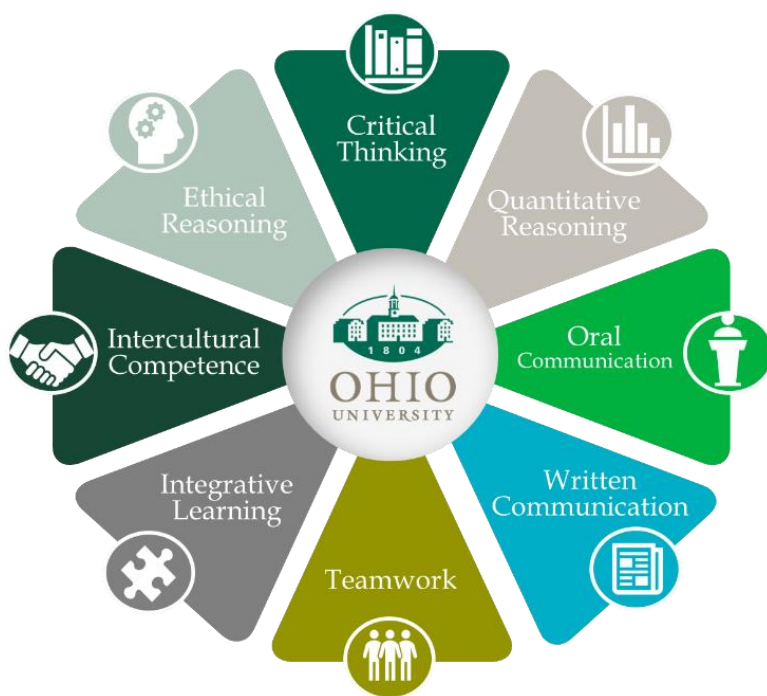 Critical
Thinking
Quantitative
Reasoning
Oral
Communication
Written
Communication
Teamwork
Integrative
Learning
Intercultural
Competence
Ethical
Reasoning
1804
OHIO
UNIVERSITY